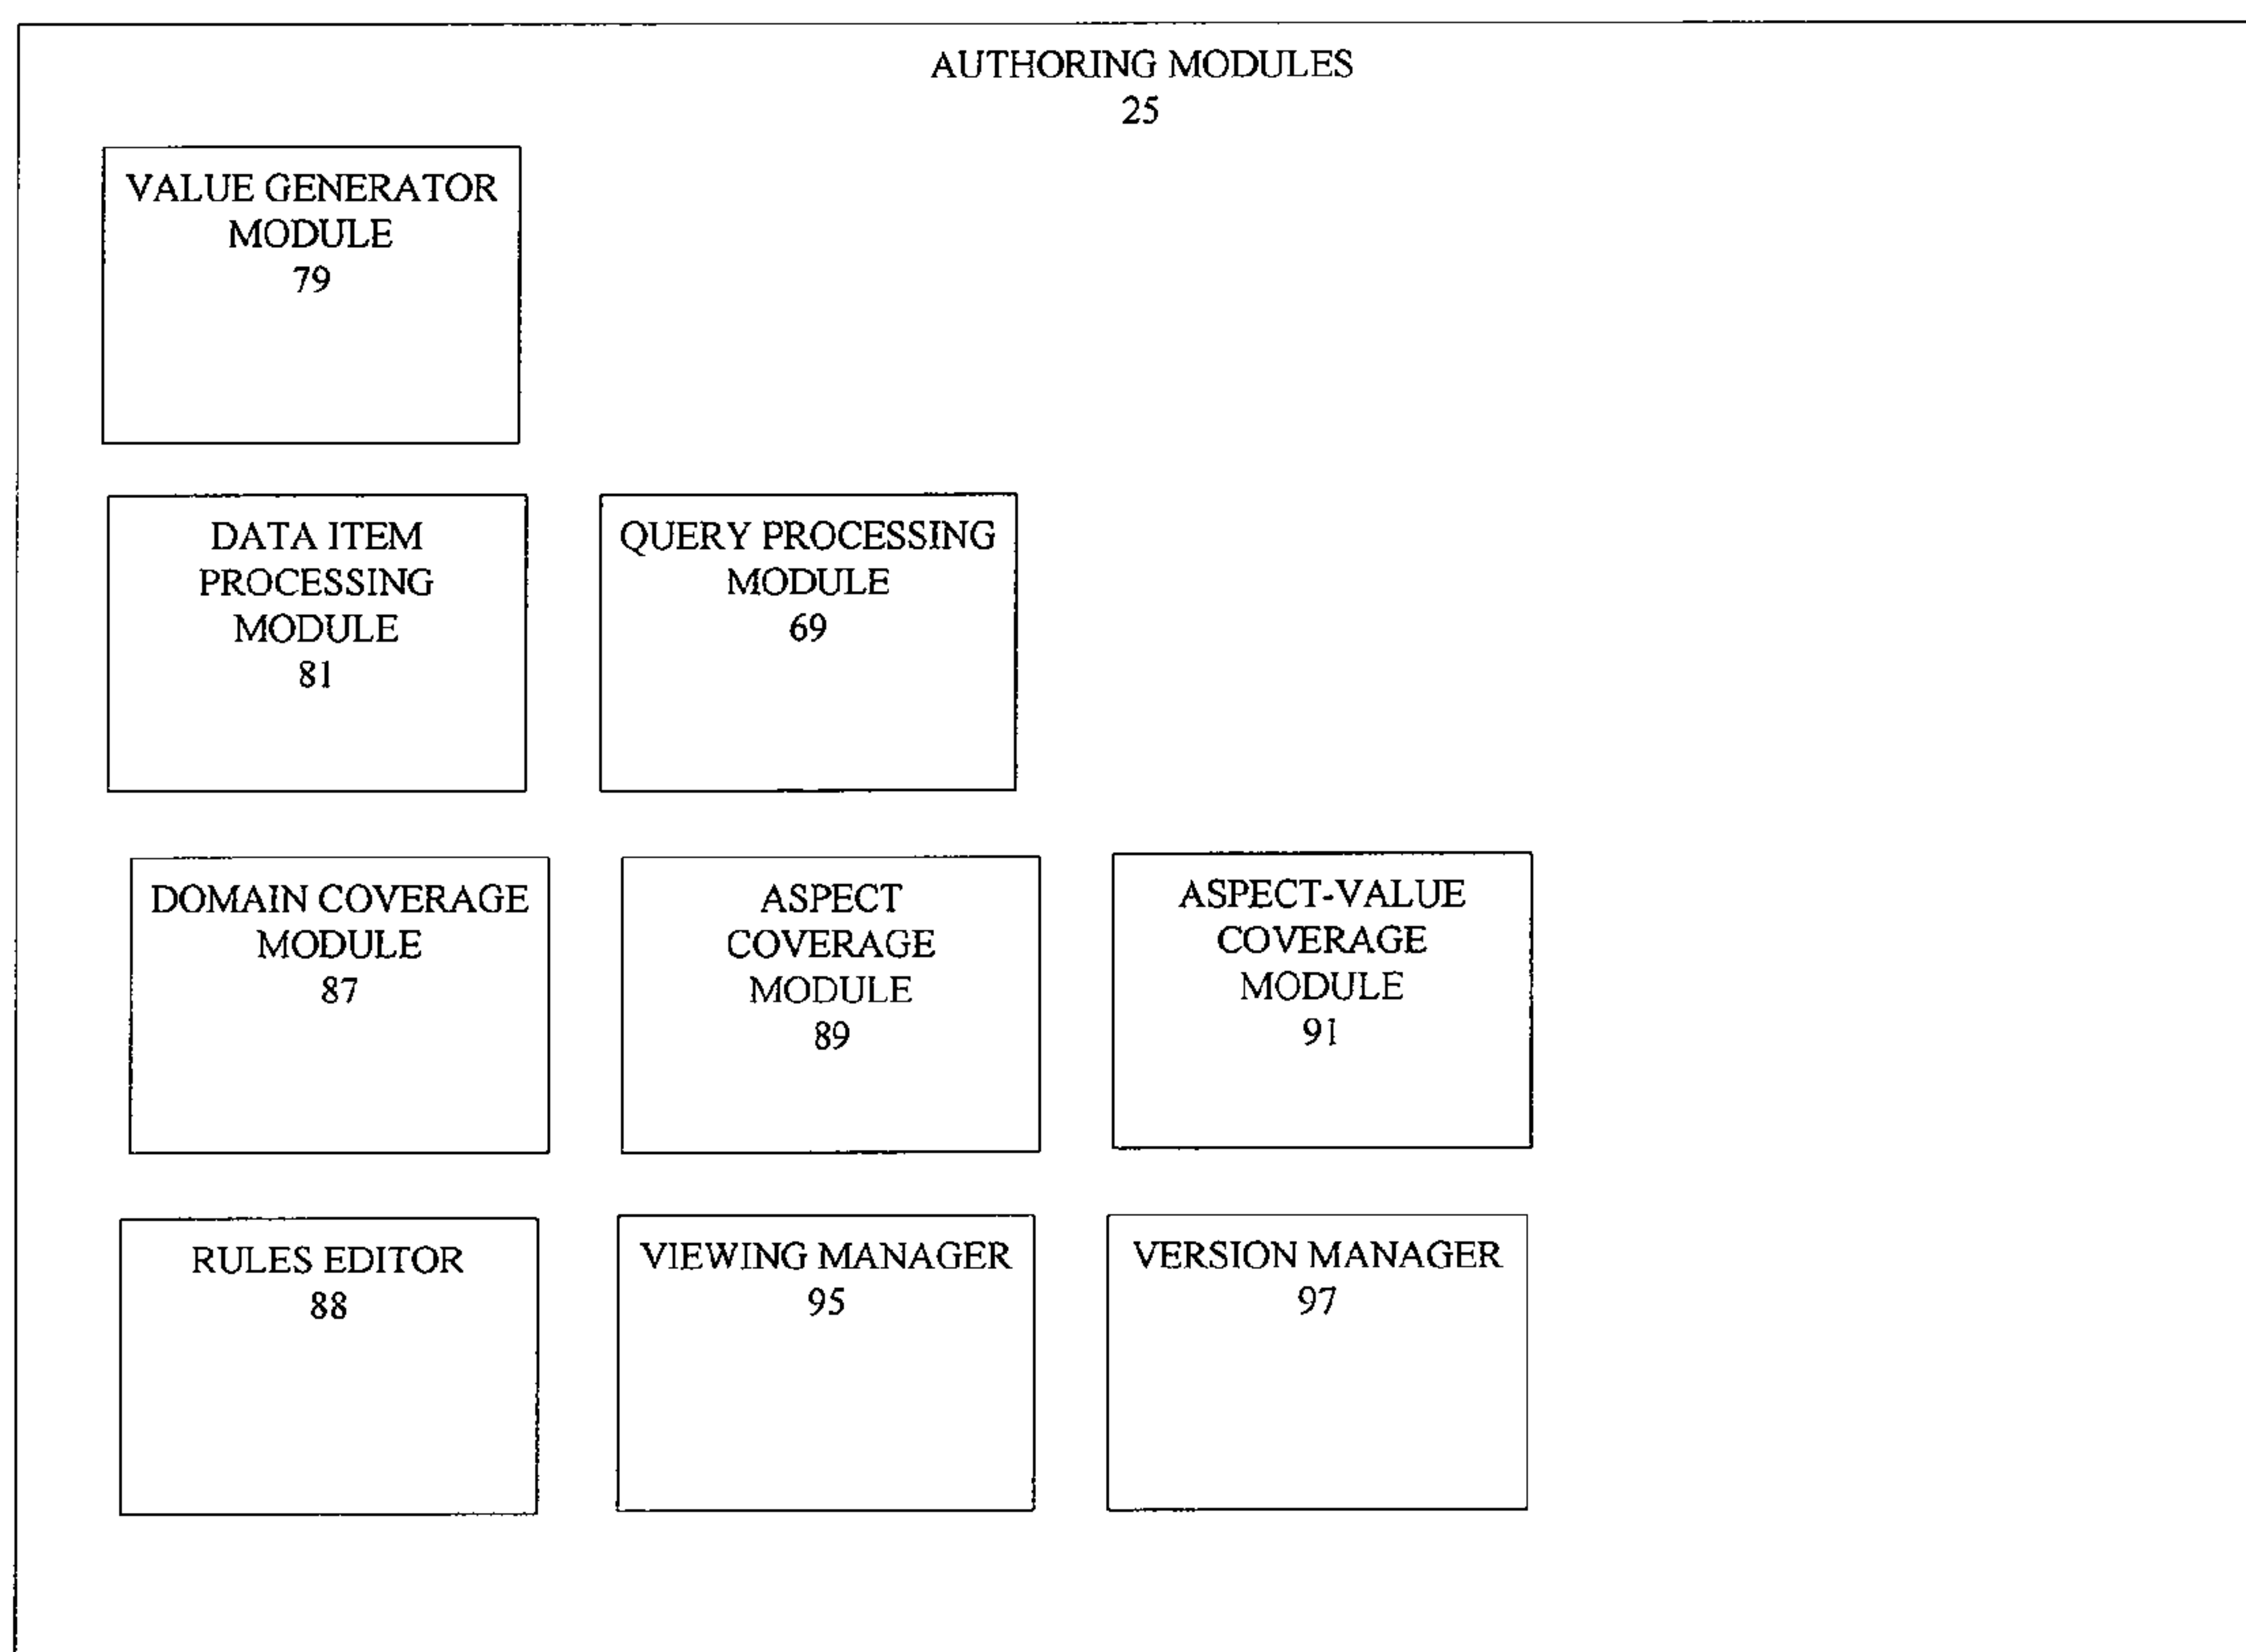 AUTHORING MODULES
25
VALUE GENERATOR
MODULE
79
DATA ITEM
PROCESSING
MODULE
81
QUERY PROCESSING
MODULE
69
DOMAIN COVERAGE
MODULE
87
ASPECT
COVERAGE
MODULE
89
ASPECT-VALUE
COVERAGE
MODULE
91
RULES EDITOR
88
VIEWING MANAGER
95
VERSION MANAGER
97